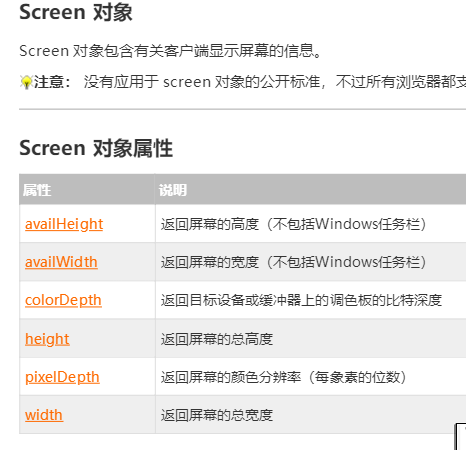 Screen 对象
Screen 对象包含有关客户端显示屏幕的信息。
注意： 没有应用于 screen 对象的公开标准，不过所有浏览器都
Screen 对象属性
属性 说明
availHeight 返回屏幕的高度（不包括Windows任务栏）
availWidth 返回屏幕的宽度（不包括Windows任务栏）
colorDepth 返回目标设备或缓冲器上的调色板的比特深度
height 返回屏幕的总高度
pixelDepth 返回屏幕的颜色分辨率（每象素的位数）
width 返回屏幕的总宽度